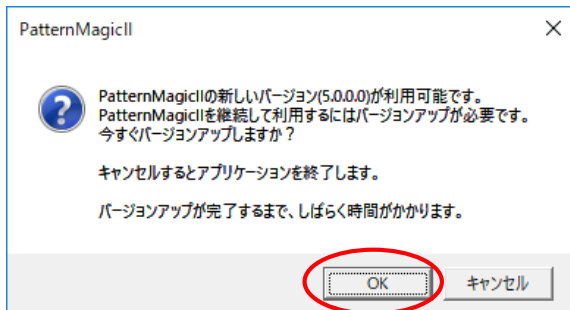 PatternMagicII
PatternMagicIIの新しいバージョン(5.0.0.0)が利用可能です。
PatternMagicIIを継続して利用するにはバージョンアップが必要です。
今すぐバージョンアップしますか？
キャンセルするとアプリケーションを終了します。
バージョンアップが完了するまで、しばらく時間がかかります。
OK キャンセル